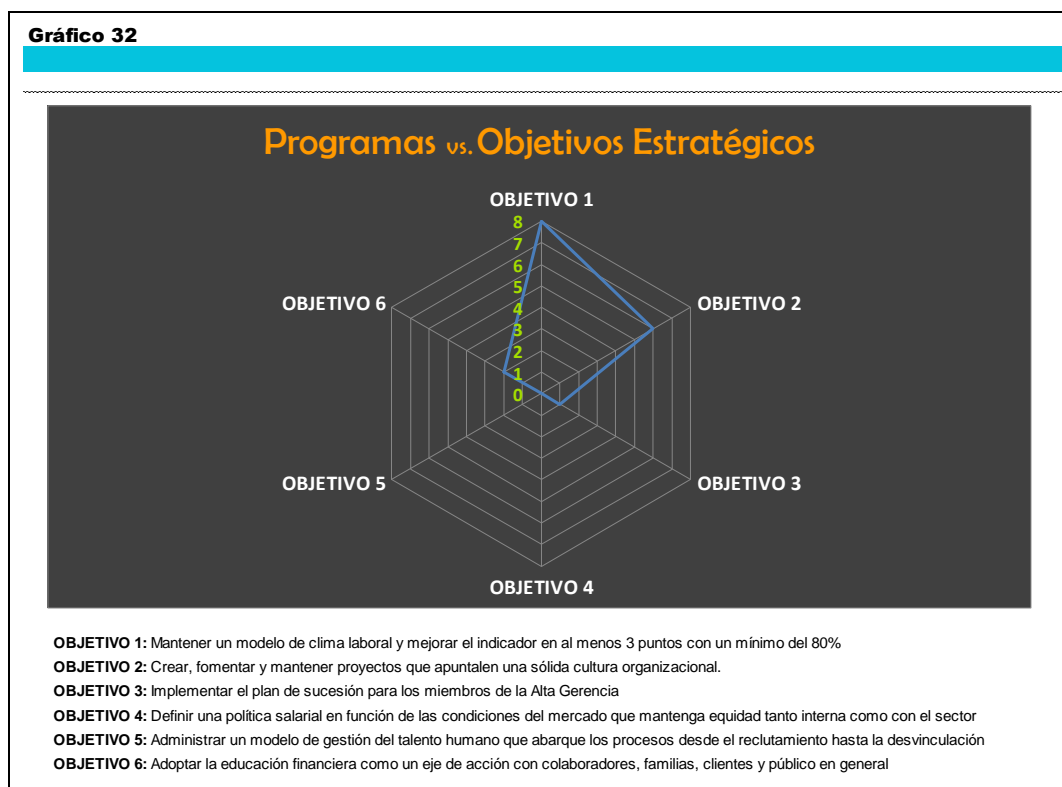 Gráfico 32
Programas vs. Objetivos Estratégicos
OBJETIVO 1
8
7
6
5
4
3
2
1
0
OBJETIVO 6
OBJETIVO 2
OBJETIVO 5
OBJETIVO 3
OBJETIVO 4
OBJETIVO 1: Mantener un modelo de clima laboral y mejorar el indicador en al menos 3 puntos con un mínimo del 80%
OBJETIVO 2: Crear, fomentar y mantener proyectos que apuntalen una sólida cultura organizacional.
OBJETIVO 3: Implementar el plan de sucesión para los miembros de la Alta Gerencia
OBJETIVO 4: Definir una política salarial en función de las condiciones del mercado que mantenga equidad tanto interna como con el sector
OBJETIVO 5: Administrar un modelo de gestión del talento humano que abarque los procesos desde el reclutamiento hasta la desvinculación
OBJETIVO 6: Adoptar la educación financiera como un eje de acción con colaboradores, familias, clientes y público en general